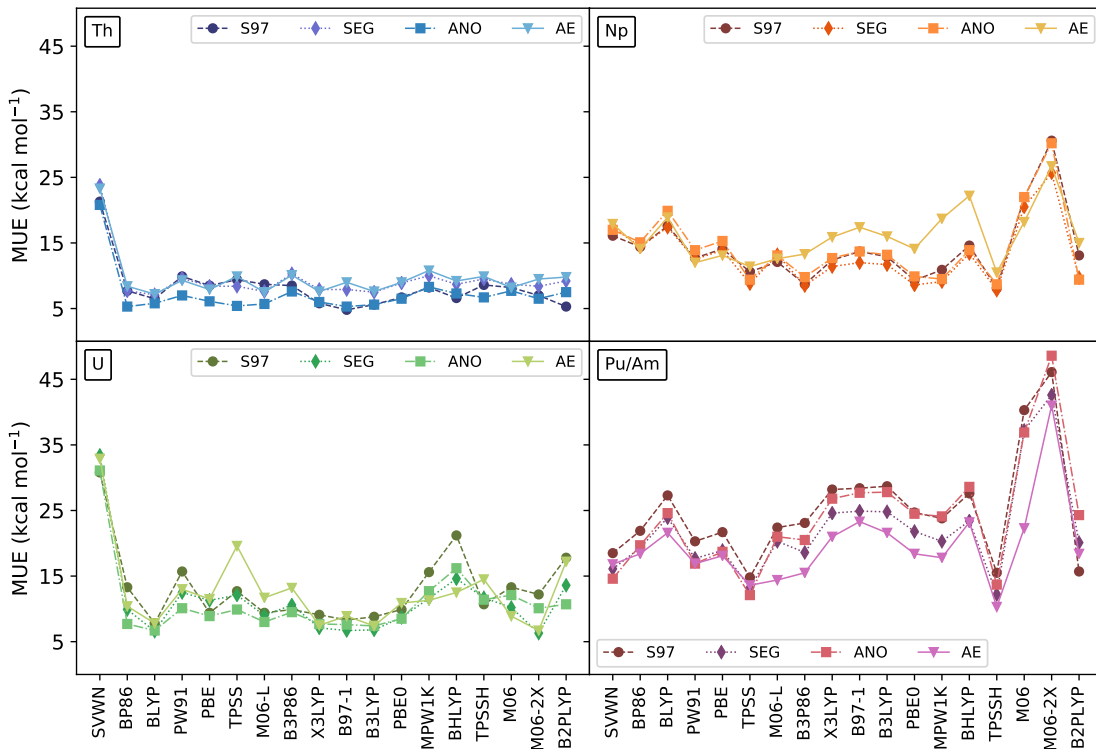 Th
S97 SEG ANO AE
Np
S97 SEG ANO AE
MUE (kcal mol⁻¹)
45
35
25
15
5
U
S97 SEG ANO AE
Pu/Am
S97 SEG ANO AE
MUE (kcal mol⁻¹)
45
35
25
15
5
SVWN
BP86
BLYP
PW91
PBE
TPSS
M06-L
B3P86
X3LYP
B97-1
B3LYP
PBE0
MPW1K
BHLYP
TPSSH
M06
M06-2X
B2PLYP
SVWN
BP86
BLYP
PW91
PBE
TPSS
M06-L
B3P86
X3LYP
B97-1
B3LYP
PBE0
MPW1K
BHLYP
TPSSH
M06
M06-2X
B2PLYP